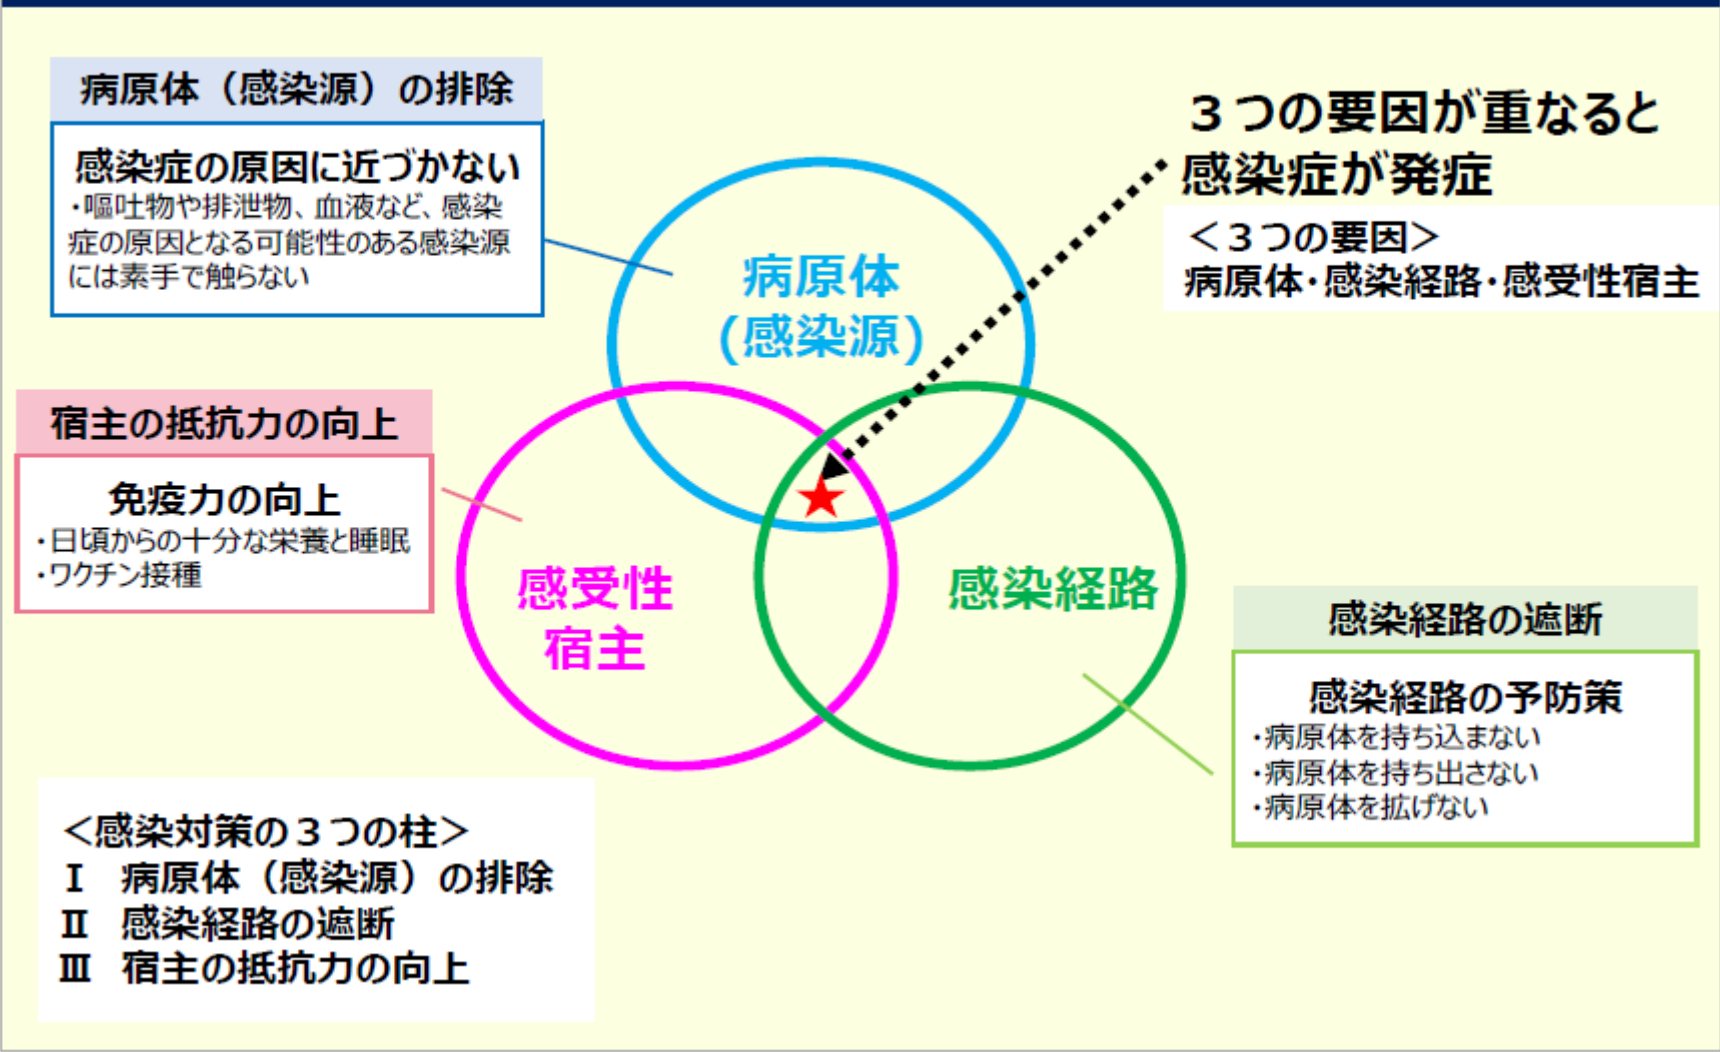 病原体（感染源）の排除
感染症の原因に近づかない
・嘔吐物や排泄物、血液など、感染
症の原因となる可能性のある感染源
には素手で触らない
３つの要因が重なると
感染症が発症
＜３つの要因＞
病原体・感染経路・感受性宿主
病原体
(感染源)
宿主の抵抗力の向上
免疫力の向上
・日頃からの十分な栄養と睡眠
・ワクチン接種
感受性
宿主
感染経路
感染経路の遮断
感染経路の予防策
・病原体を持ち込まない
・病原体を持ち出さない
・病原体を拡げない
＜感染対策の３つの柱＞
Ⅰ　病原体（感染源）の排除
Ⅱ　感染経路の遮断
Ⅲ　宿主の抵抗力の向上